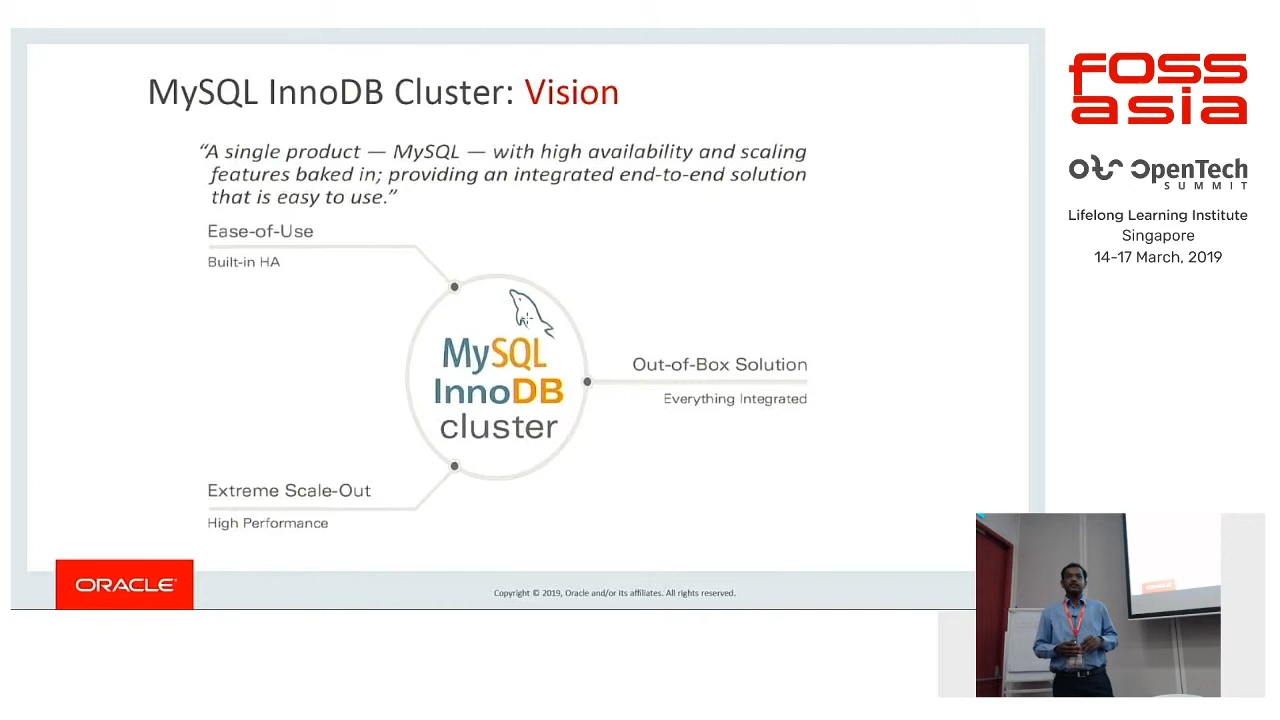 MySQL InnoDB Cluster: Vision
“A single product — MySQL — with high availability and scaling
features baked in; providing an integrated end-to-end solution
that is easy to use.”
Ease-of-Use
Built-in HA
MySQL
InnoDB
cluster
Out-of-Box Solution
Everything Integrated
Extreme Scale-Out
High Performance
ORACLE
Copyright © 2019, Oracle and/or its affiliates. All rights reserved.
FOSS
asia
OpenTech
SUMMIT
Lifelong Learning Institute
Singapore
14-17 March, 2019